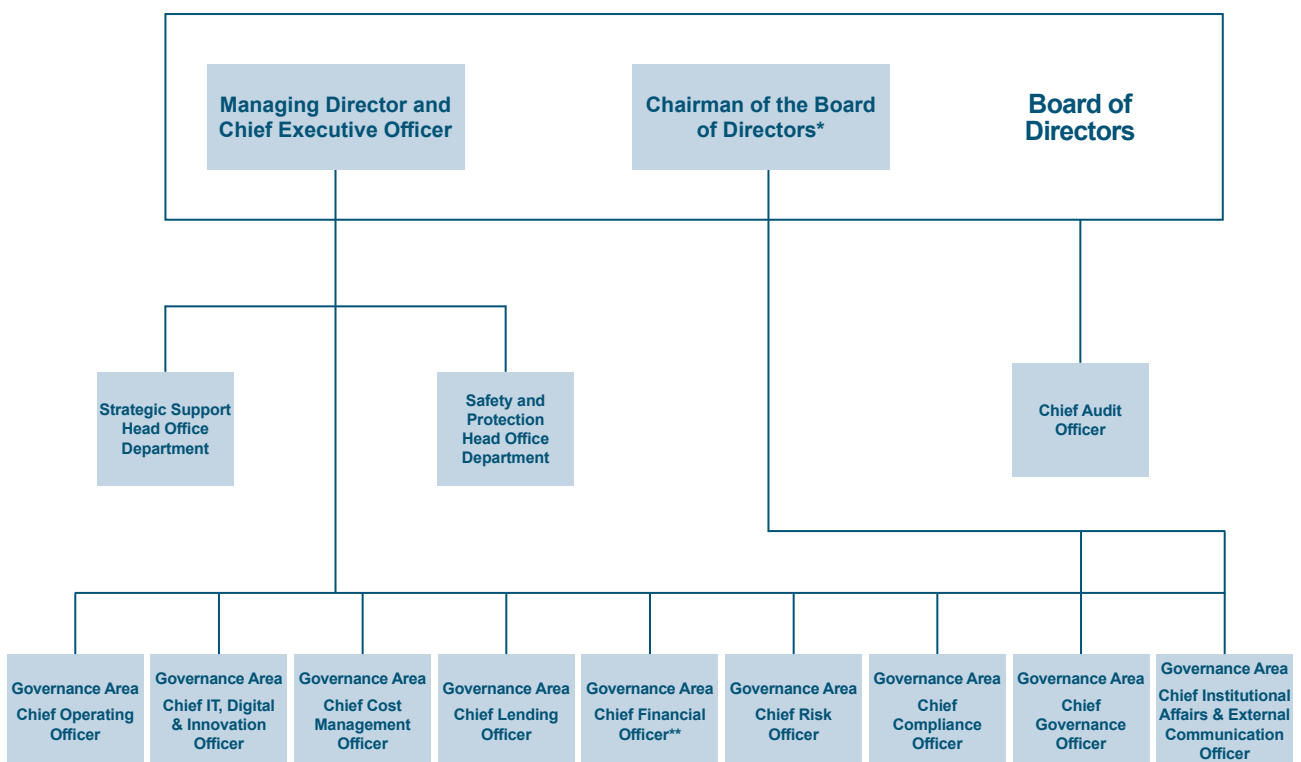 Managing Director and
Chief Executive Officer
Chairman of the Board
of Directors*
Board of
Directors
Strategic Support
Head Office
Department
Safety and
Protection
Head Office
Department
Chief Audit
Officer
Governance Area
Chief Operating
Officer
Governance Area
Chief IT, Digital
& Innovation
Officer
Governance Area
Chief Cost
Management
Officer
Governance Area
Chief Lending
Officer
Governance Area
Chief Financial
Officer**
Governance Area
Chief Risk
Officer
Governance Area
Chief
Compliance
Officer
Governance Area
Chief
Governance
Officer
Governance Area
Chief Institutional
Affairs & External
Communication
Officer